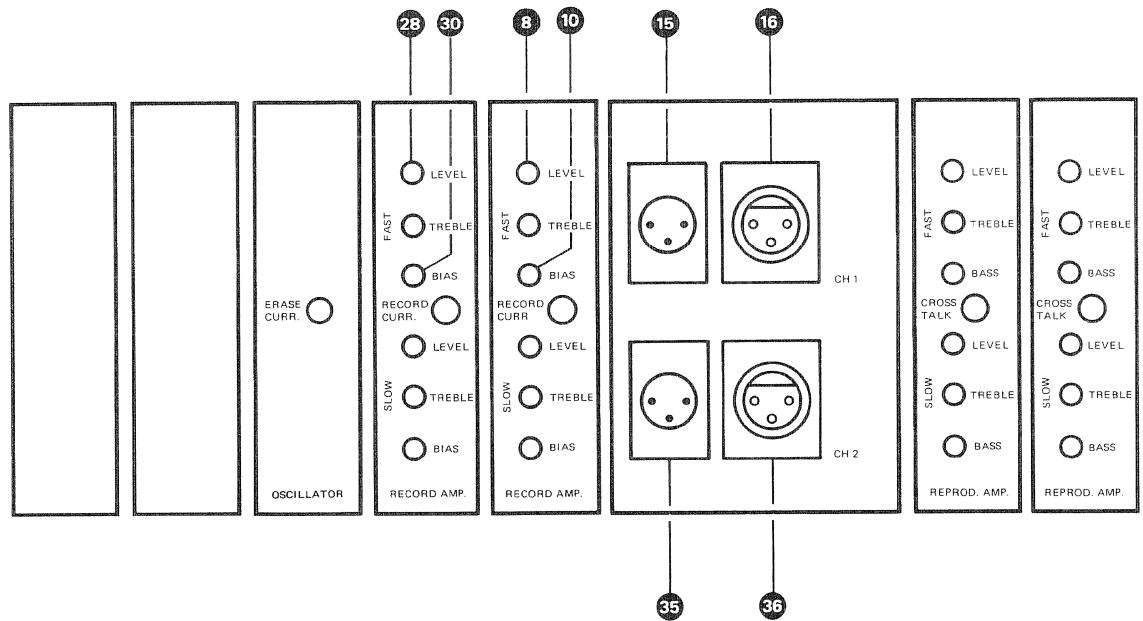 28
30
8
10
15
16
FAST
LEVEL
TREBLE
BIAS
FAST
LEVEL
TREBLE
BIAS
CH 1
FAST
LEVEL
TREBLE
BASS
FAST
LEVEL
TREBLE
BASS
ERASE
CURR.
RECORD
CURR.
RECORD
CURR
CROSS
TALK
CROSS
TALK
SLOW
LEVEL
TREBLE
BIAS
SLOW
LEVEL
TREBLE
BIAS
CH 2
SLOW
LEVEL
TREBLE
BASS
SLOW
LEVEL
TREBLE
BASS
OSCILLATOR
RECORD AMP.
RECORD AMP.
REPROD. AMP.
REPROD. AMP.
35
36